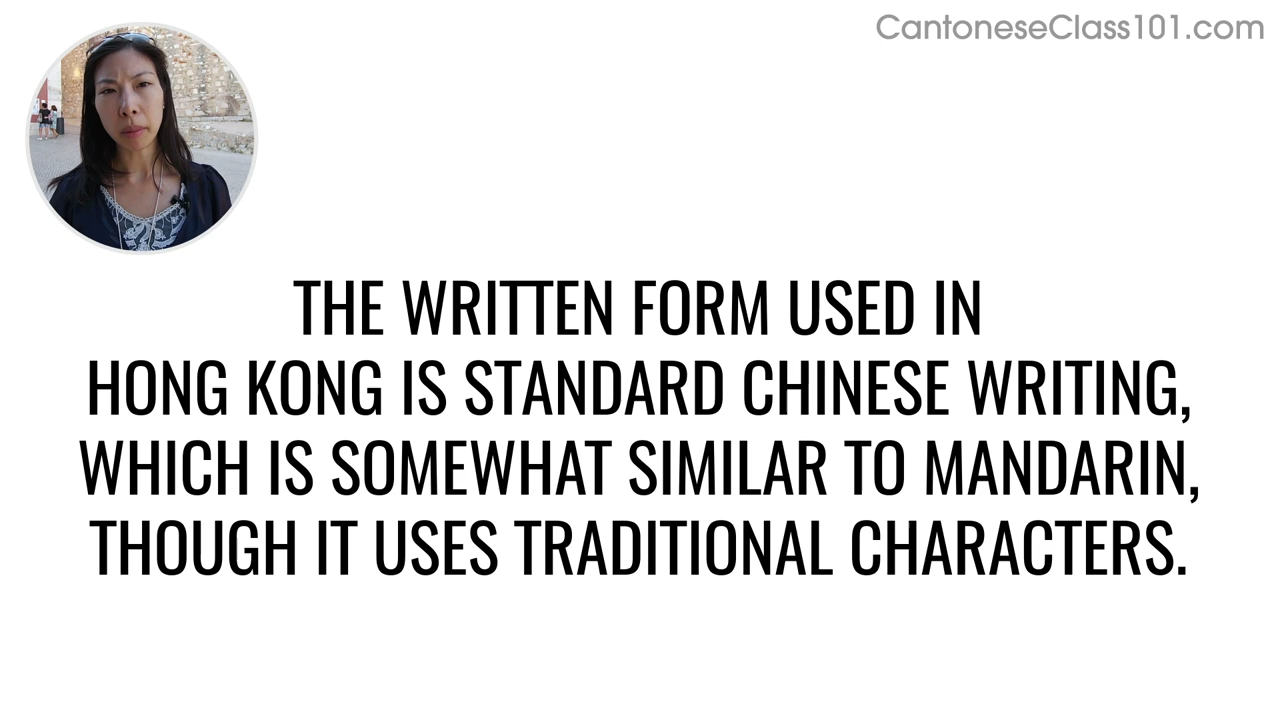 CantoneseClass101.com
THE WRITTEN FORM USED IN
HONG KONG IS STANDARD CHINESE WRITING,
WHICH IS SOMEWHAT SIMILAR TO MANDARIN,
THOUGH IT USES TRADITIONAL CHARACTERS.